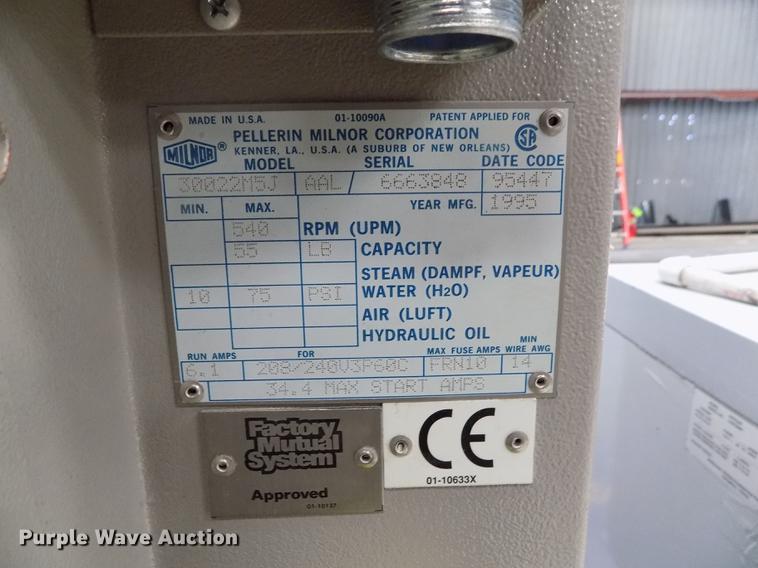 MADE IN U.S.A. 01-10090A PATENT APPLIED FOR
MILNOR ® PELLERIN MILNOR CORPORATION SA
KENNER, LA., U.S.A. (A SUBURB OF NEW ORLEANS)
MODEL SERIAL DATE CODE
30022M5J AAL/ 6663848 95447
MIN. MAX. YEAR MFG. 1995
540 RPM (UPM)
55 LB CAPACITY
STEAM (DAMPF, VAPEUR)
10 75 PSI WATER (H2O)
AIR (LUFT)
HYDRAULIC OIL
RUN AMPS FOR MAX FUSE AMPS MIN WIRE AWG
6.1 208/240V3P60C FRN10 14
34.4 MAX START AMPS
Factory
Mutual
System
Approved
01-10137
CE
01-10633X
Purple Wave Auction